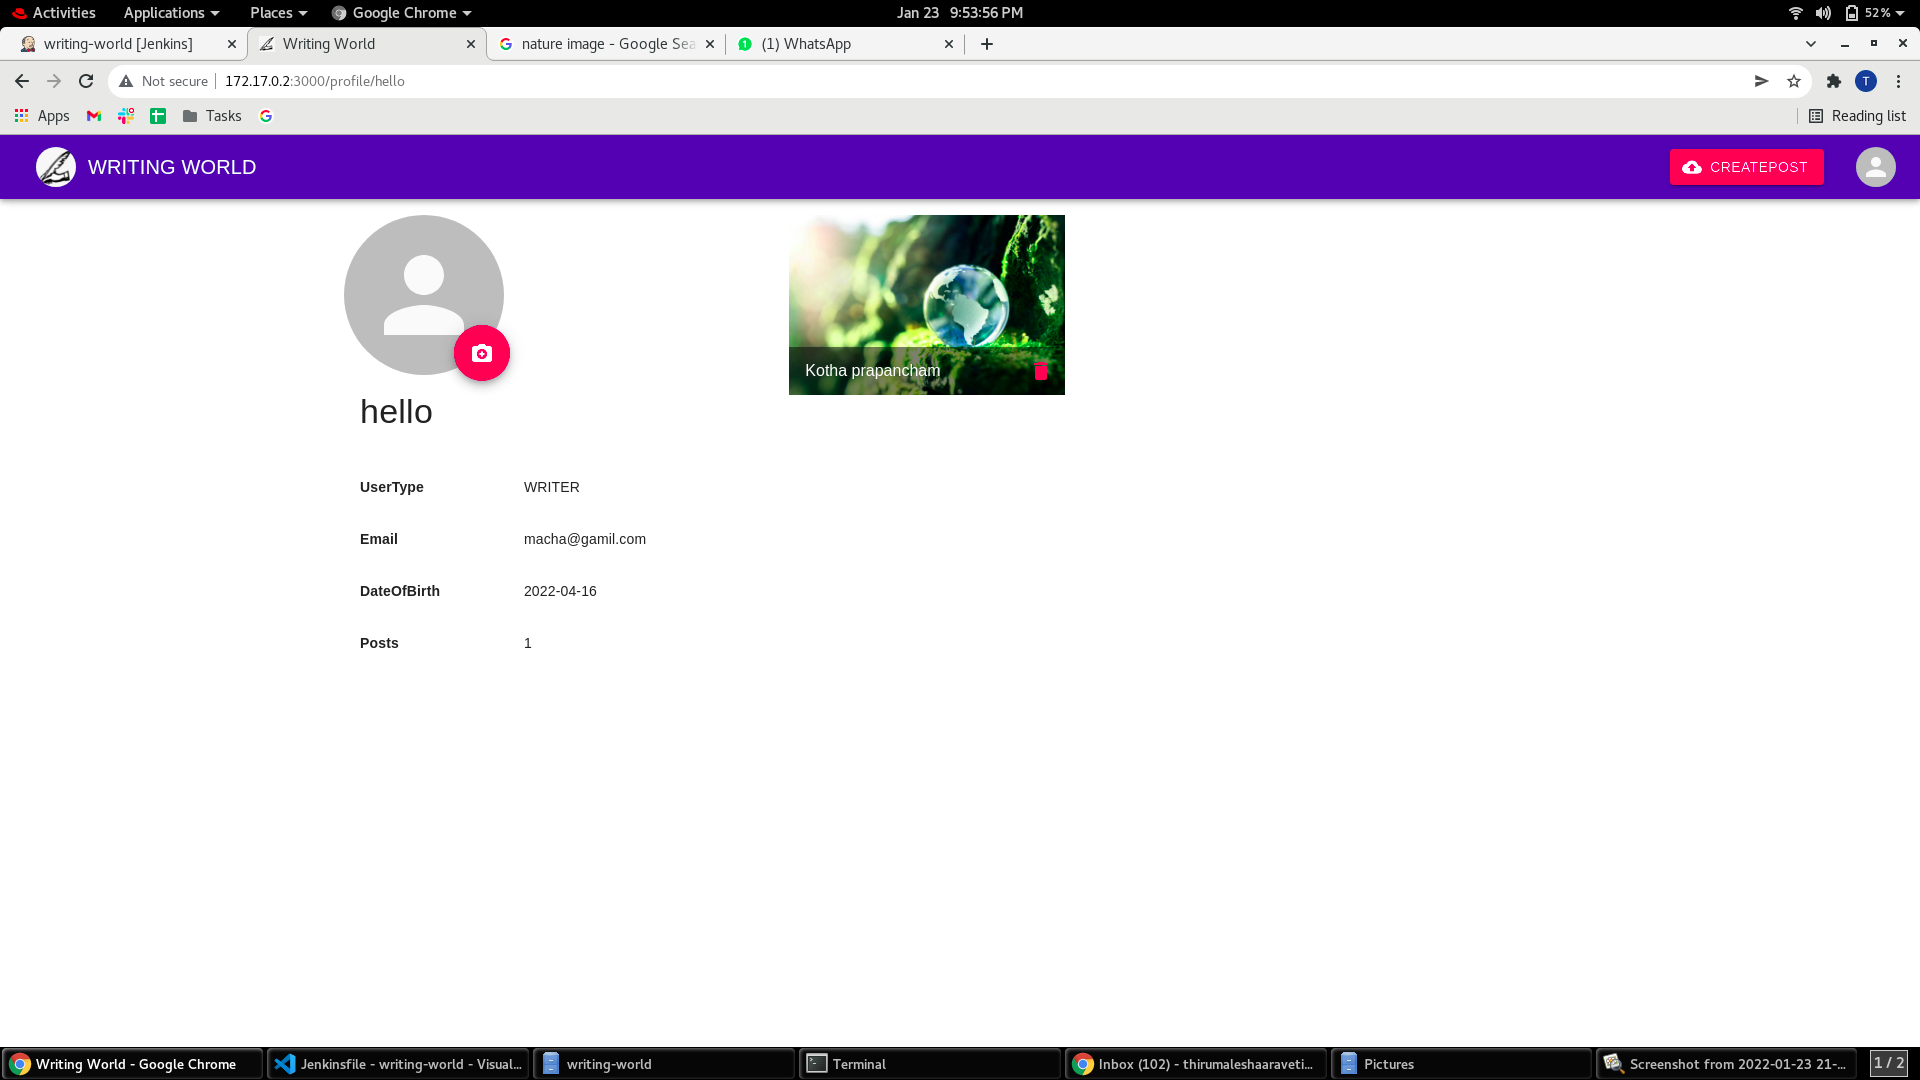 Activities Applications Places Google Chrome Jan 23 9:53:56 PM 52%
writing-world [Jenkins] Writing World nature image - Google Sea (1) WhatsApp
Not secure 172.17.0.2:3000/profile/hello T
Apps Tasks Reading list
WRITING WORLD CREATEPOST
Kotha prapancham
hello
UserType WRITER
Email macha@gamil.com
DateOfBirth 2022-04-16
Posts 1
Writing World - Google Chrome Jenkinsfile - writing-world - Visual... writing-world Terminal Inbox (102) - thirumaleshaaraveti... Pictures Screenshot from 2022-01-23 21-... 1 / 2